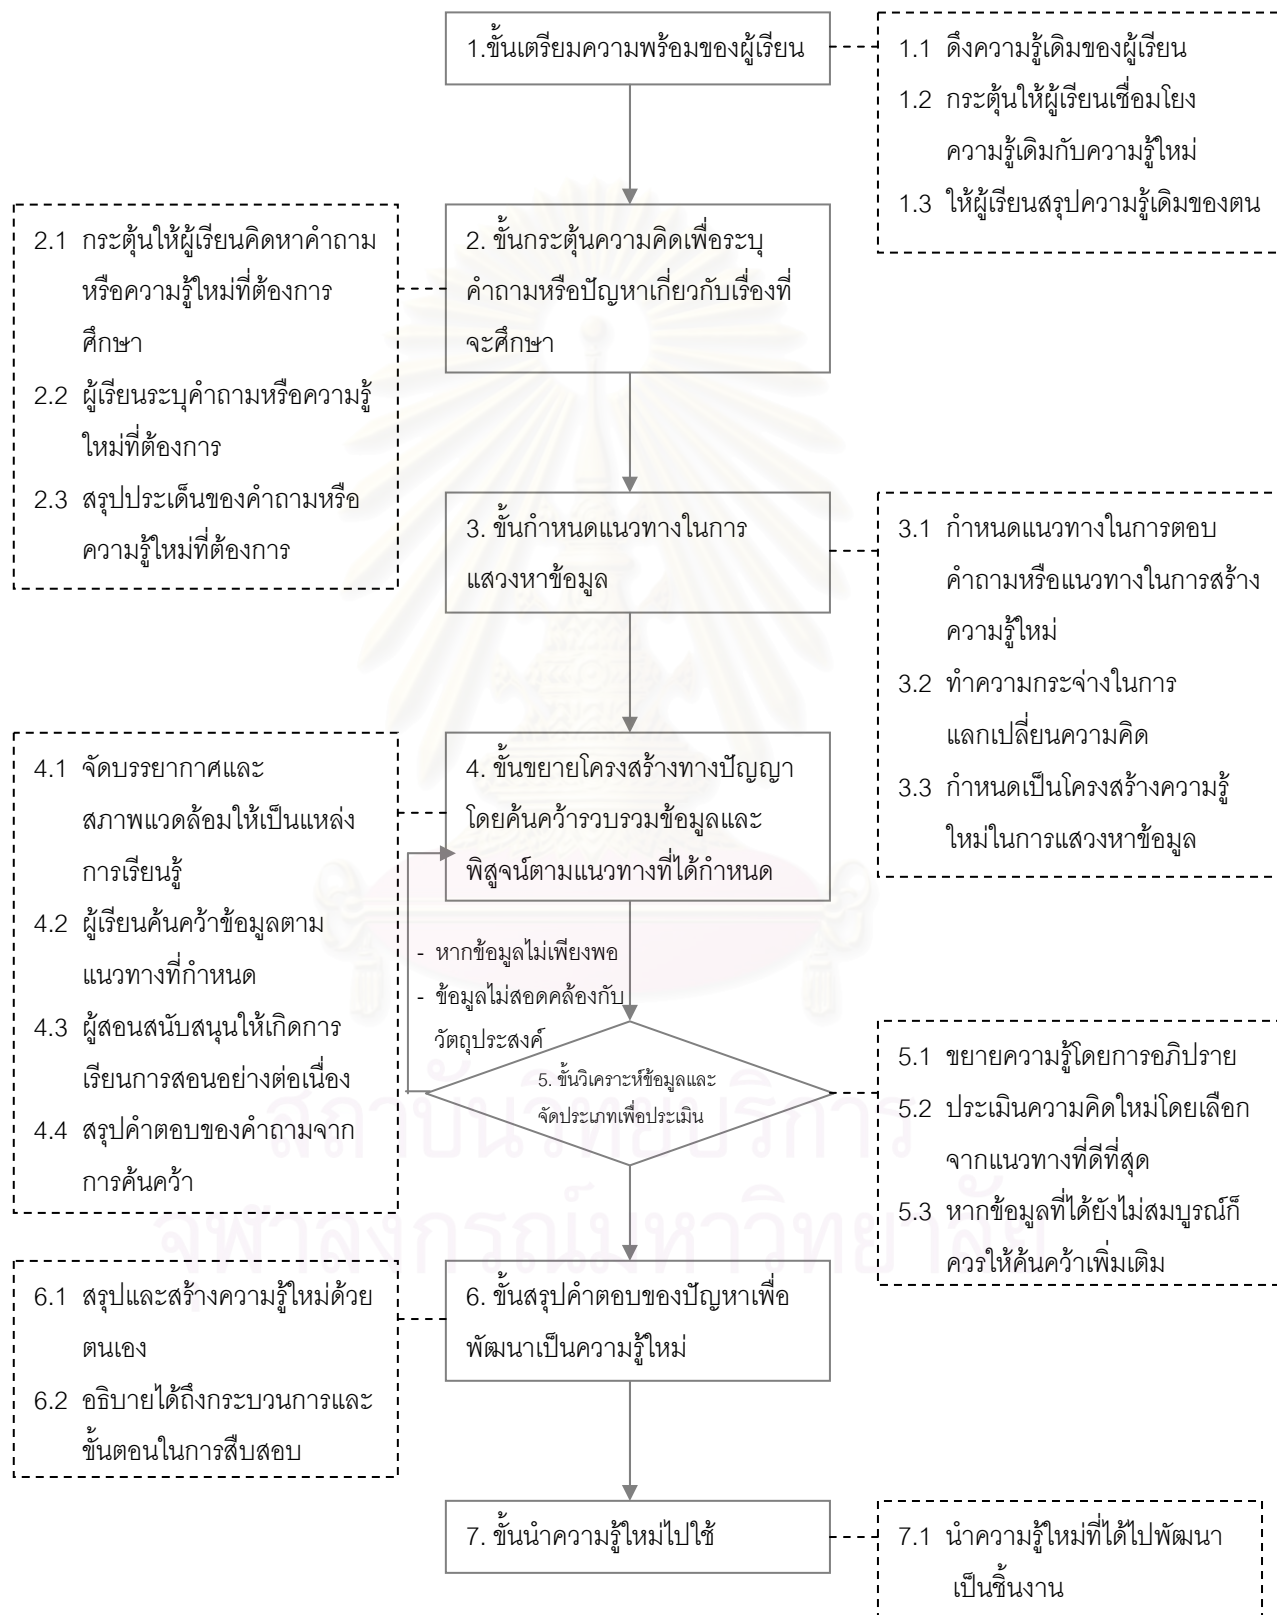 1.ขั้นเตรียมความพร้อมของผู้เรียน
1.1 ดึงความรู้เดิมของผู้เรียน
1.2 กระตุ้นให้ผู้เรียนเชื่อมโยง
ความรู้เดิมกับความรู้ใหม่
1.3 ให้ผู้เรียนสรุปความรู้เดิมของตน
2. ขั้นกระตุ้นความคิดเพื่อระบุ
คำถามหรือปัญหาเกี่ยวกับเรื่องที่
จะศึกษา
2.1 กระตุ้นให้ผู้เรียนคิดหาคำถาม
หรือความรู้ใหม่ที่ต้องการ
ศึกษา
2.2 ผู้เรียนระบุคำถามหรือความรู้
ใหม่ที่ต้องการ
2.3 สรุปประเด็นของคำถามหรือ
ความรู้ใหม่ที่ต้องการ
3. ขั้นกำหนดแนวทางในการ
แสวงหาข้อมูล
3.1 กำหนดแนวทางในการตอบ
คำถามหรือแนวทางในการสร้าง
ความรู้ใหม่
3.2 ทำความกระจ่างในการ
แลกเปลี่ยนความคิด
3.3 กำหนดเป็นโครงสร้างความรู้
ใหม่ในการแสวงหาข้อมูล
4. ขั้นขยายโครงสร้างทางปัญญา
โดยค้นคว้ารวบรวมข้อมูลและ
พิสูจน์ตามแนวทางที่ได้กำหนด
4.1 จัดบรรยากาศและ
สภาพแวดล้อมให้เป็นแหล่ง
การเรียนรู้
4.2 ผู้เรียนค้นคว้าข้อมูลตาม
แนวทางที่กำหนด
4.3 ผู้สอนสนับสนุนให้เกิดการ
เรียนการสอนอย่างต่อเนื่อง
4.4 สรุปคำตอบของคำถามจาก
การค้นคว้า
- หากข้อมูลไม่เพียงพอ
- ข้อมูลไม่สอดคล้องกับ
วัตถุประสงค์
5. ขั้นวิเคราะห์ข้อมูลและ
จัดประเภทเพื่อประเมิน
5.1 ขยายความรู้โดยการอภิปราย
5.2 ประเมินความคิดใหม่โดยเลือก
จากแนวทางที่ดีที่สุด
5.3 หากข้อมูลที่ได้ยังไม่สมบูรณ์ก็
ควรให้ค้นคว้าเพิ่มเติม
สถาบันวิทยบริการ
จุฬาลงกรณ์มหาวิทยาลัย
6. ขั้นสรุปคำตอบของปัญหาเพื่อ
พัฒนาเป็นความรู้ใหม่
6.1 สรุปและสร้างความรู้ใหม่ด้วย
ตนเอง
6.2 อธิบายได้ถึงกระบวนการและ
ขั้นตอนในการสืบสอบ
7. ขั้นนำความรู้ใหม่ไปใช้
7.1 นำความรู้ใหม่ที่ได้ไปพัฒนา
เป็นชิ้นงาน